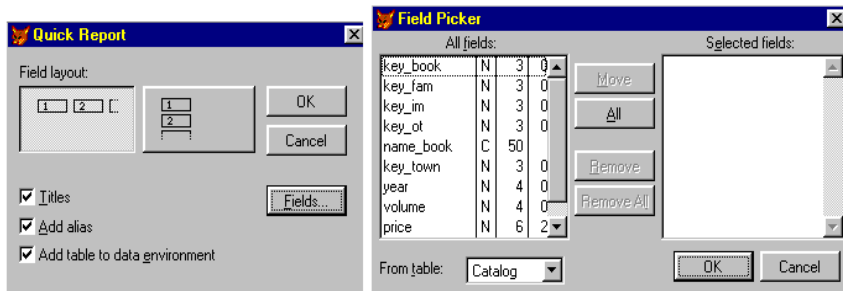 Quick Report
Field layout:
1 2
1
2
OK
Cancel
Titles
Add alias
Add table to data environment
Fields...
Field Picker
All fields:
Selected fields:
key_book N 3 0
key_fam N 3 0
key_im N 3 0
key_ot N 3 0
name_book C 50
key_town N 3 0
year N 4 0
volume N 4 0
price N 6 2
Move
All
Remove
Remove All
From table:
Catalog
OK
Cancel